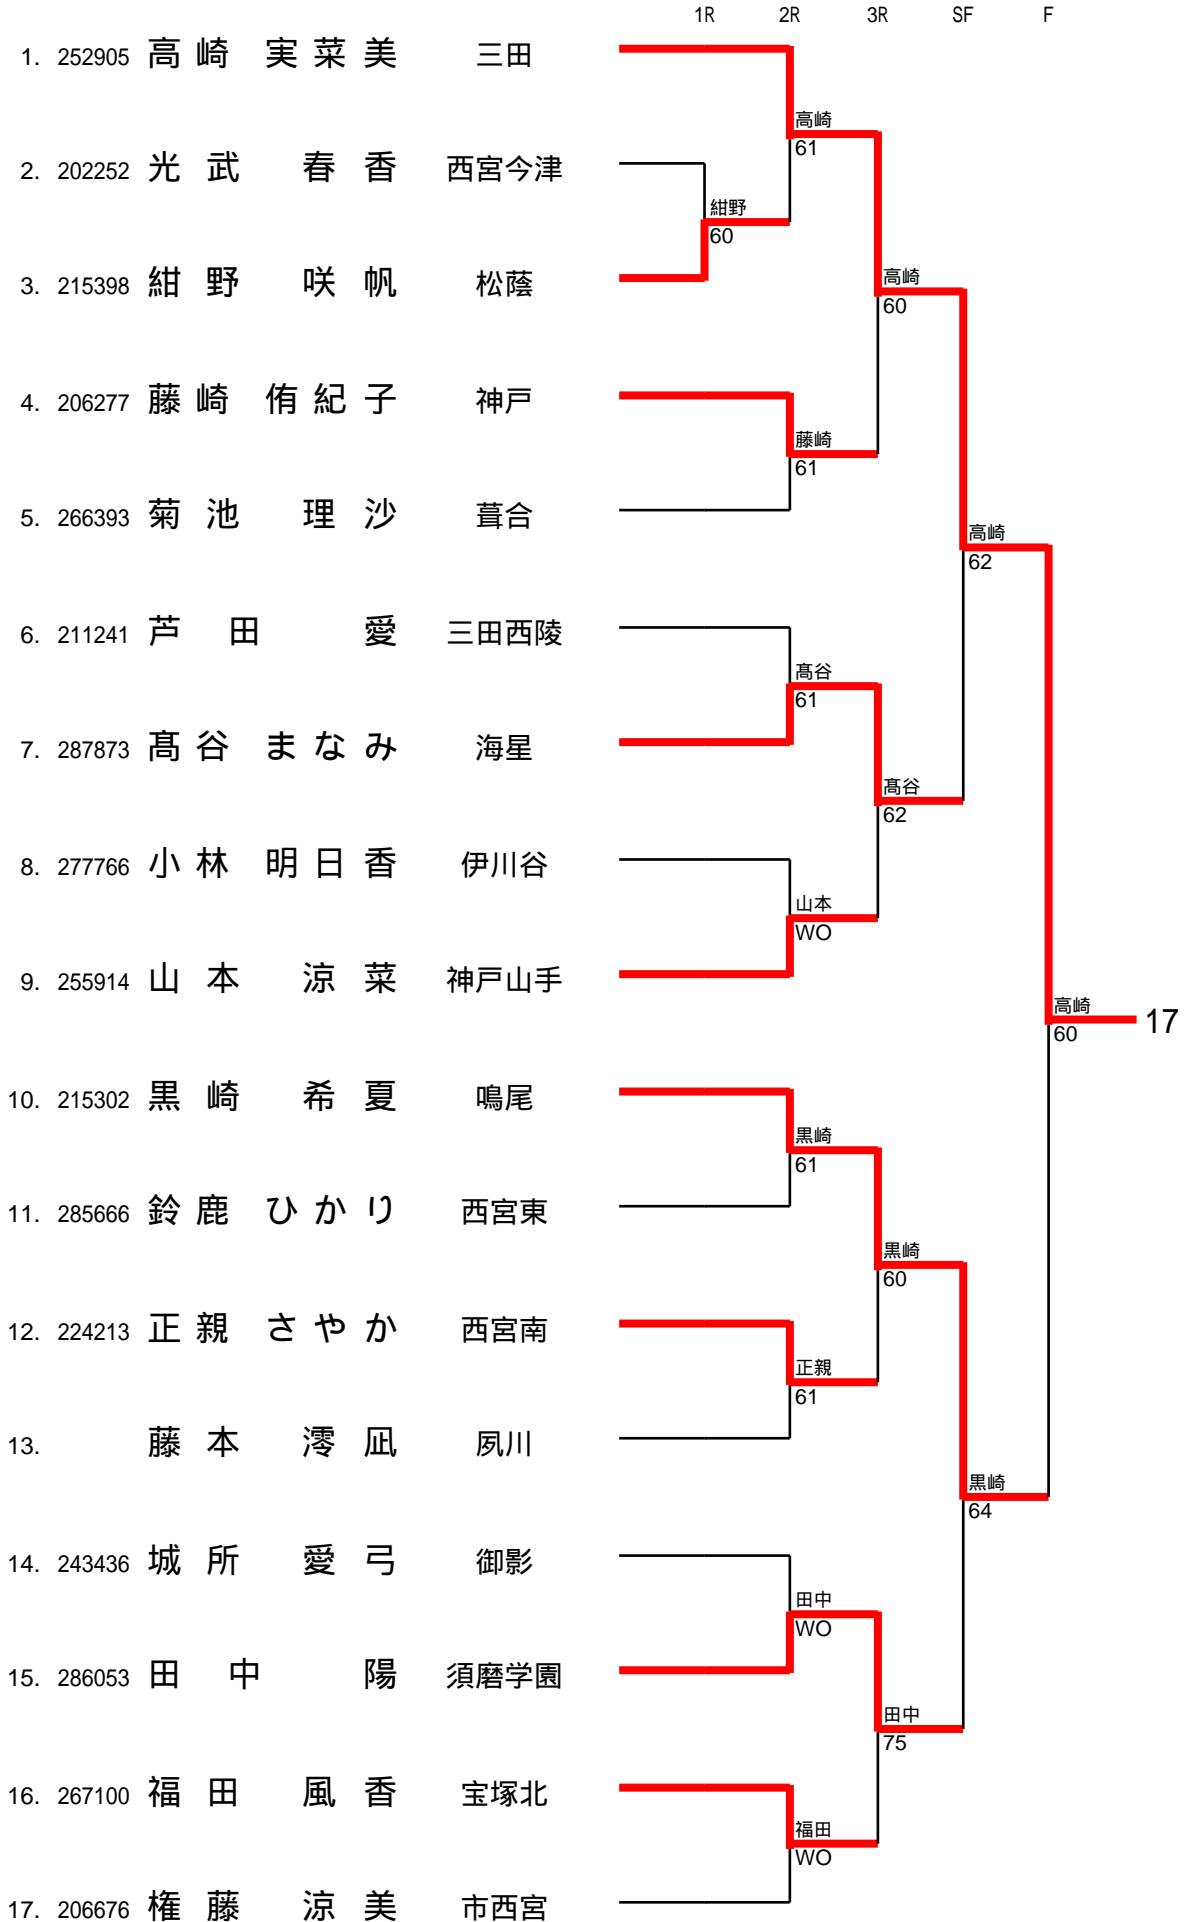 1R 2R 3R SF F
1. 252905 高崎 実菜美 三田
高崎
61
2. 202252 光武 春香 西宮今津
紺野
60
3. 215398 紺野 咲帆 松蔭
高崎
60
4. 206277 藤崎 侑紀子 神戸
藤崎
61
5. 266393 菊池 理沙 葺合
高崎
62
6. 211241 芦田 愛 三田西陵
髙谷
61
7. 287873 髙谷 まなみ 海星
髙谷
62
8. 277766 小林 明日香 伊川谷
山本
WO
9. 255914 山本 涼菜 神戸山手
高崎
60
17
10. 215302 黒崎 希夏 鳴尾
黒崎
61
11. 285666 鈴鹿 ひかり 西宮東
黒崎
60
12. 224213 正親 さやか 西宮南
正親
61
13. 藤本 澪凪 夙川
黒崎
64
14. 243436 城所 愛弓 御影
田中
WO
15. 286053 田中 陽 須磨学園
田中
75
16. 267100 福田 風香 宝塚北
福田
WO
17. 206676 権藤 涼美 市西宮